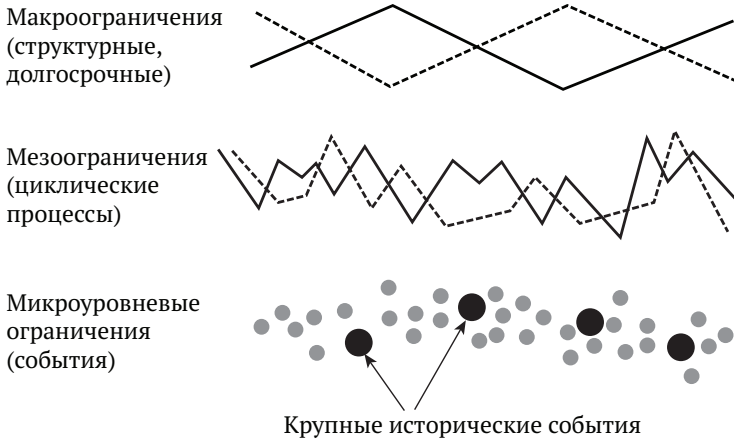 Макроограничения
(структурные,
долгосрочные)
Мезоограничения
(циклические
процессы)
Микроуровневые
ограничения
(события)
Крупные исторические события